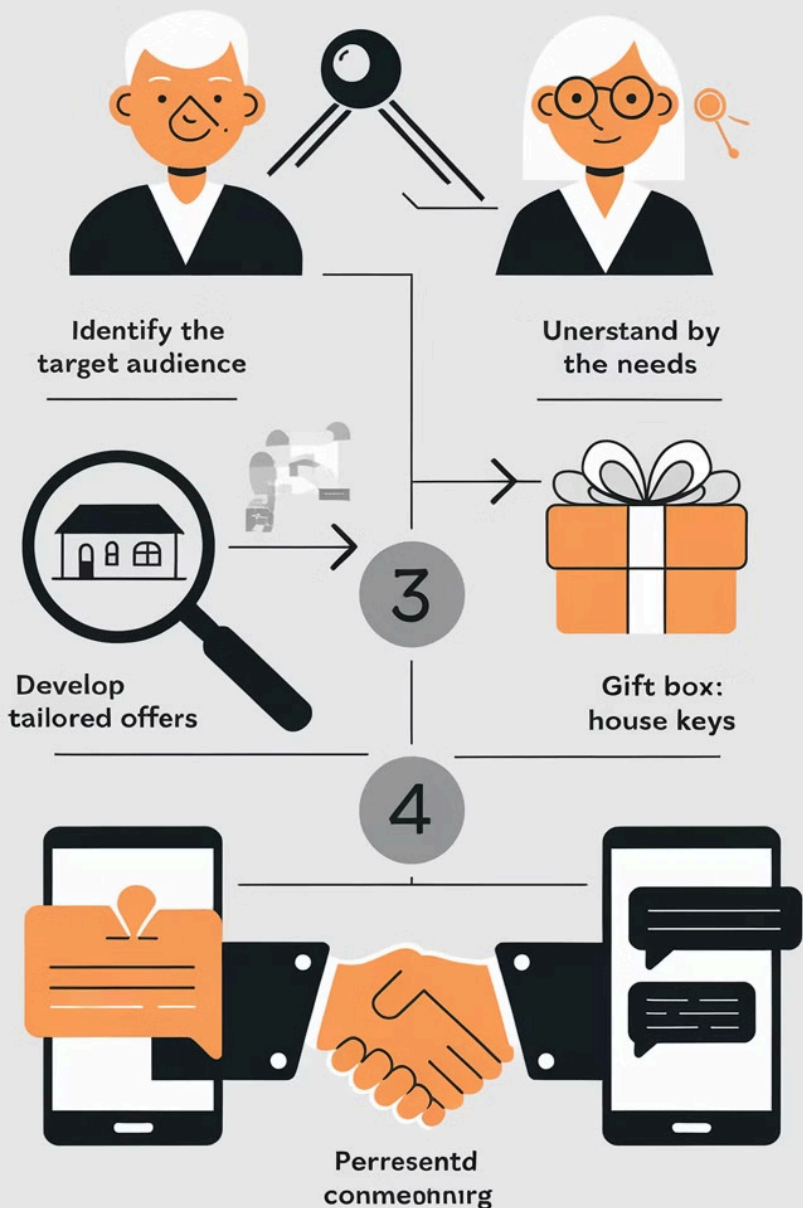 Identify the
target audience
Unerstand by
the needs
3
Develop
tailored offers
Gift box:
house keys
4
Perresentd
conmeohnirg